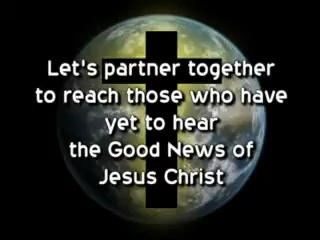 Let's partner together
to reach those who have
yet to hear
the Good News of
Jesus Christ